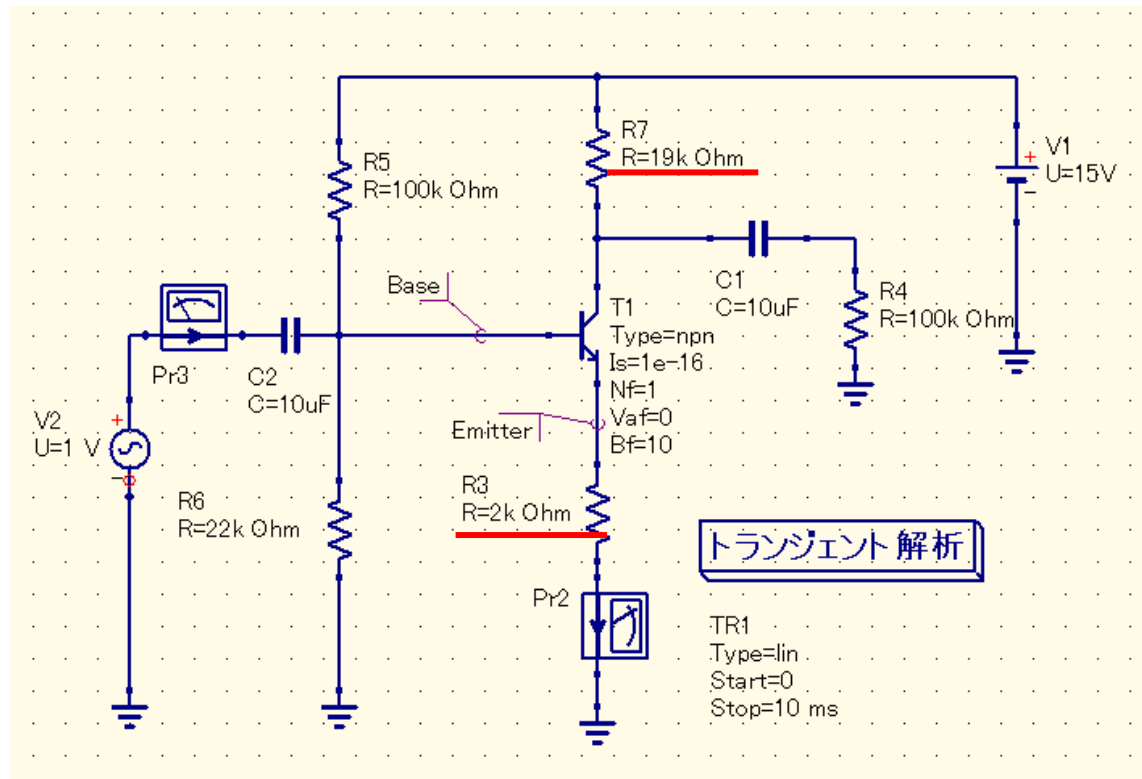 R7
R=19k Ohm
V1
U=15V
R5
R=100k Ohm
Base
C1
C=10uF
R4
R=100k Ohm
T1
Type=npn
Is=1e-16
Nf=1
Vaf=0
Bf=10
Pr3
C2
C=10uF
V2
U=1 V
Emitter
R6
R=22k Ohm
R3
R=2k Ohm
トランジェント解析
Pr2
TR1
Type=lin
Start=0
Stop=10 ms